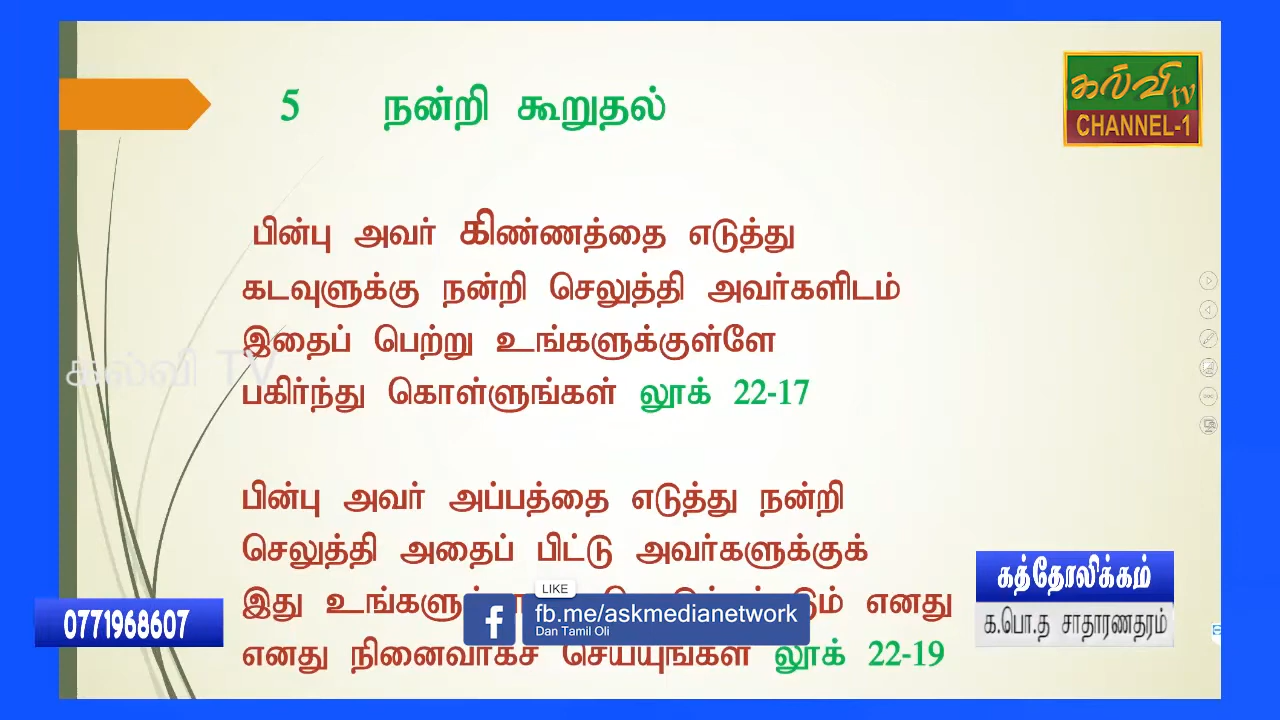 5 நன்றி கூறுதல்
கல்வி tv
CHANNEL-1
பின்பு அவர் கிண்ணத்தை எடுத்து
கடவுளுக்கு நன்றி செலுத்தி அவர்களிடம்
இதைப் பெற்று உங்களுக்குள்ளே
பகிர்ந்து கொள்ளுங்கள் லூக் 22-17
கல்வி TV
பின்பு அவர் அப்பத்தை எடுத்து நன்றி
செலுத்தி அதைப் பிட்டு அவர்களுக்குக்
இது எனது
எனது நினைவாகச் செய்யுங்கள் லூக் 22-19
LIKE
fb.me/askmedianetwork
Dan Tamil Oli
0771968607
கத்தோலிக்கம்
க.பொ.த சாதாரணதரம்